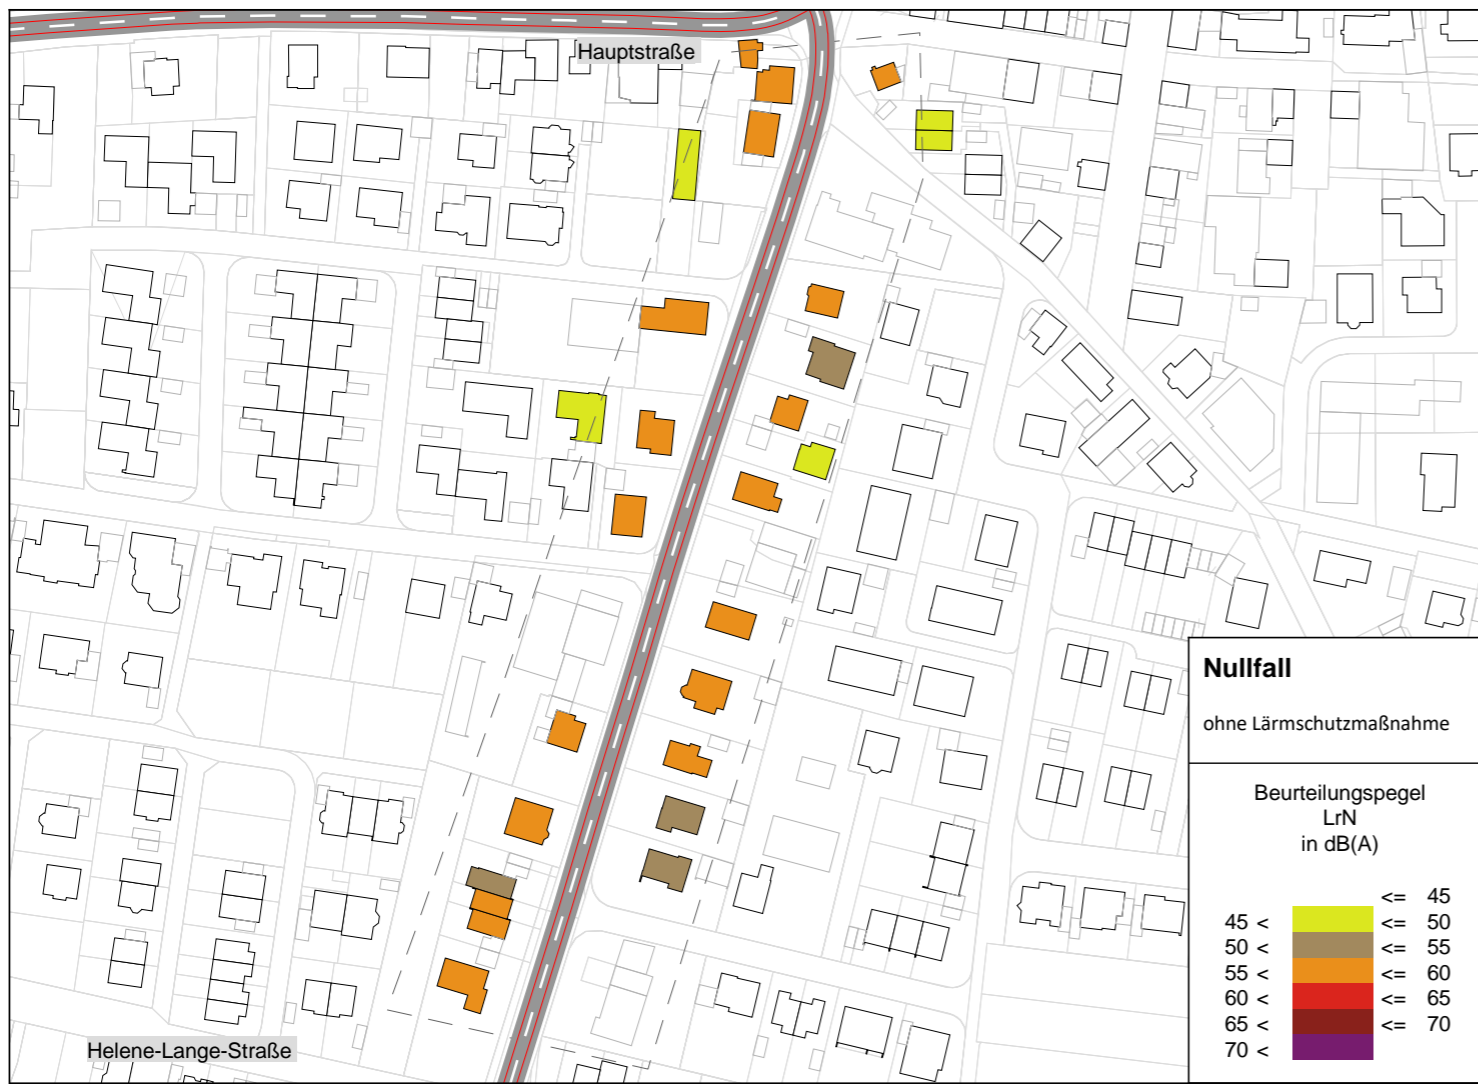 Hauptstraße
Nullfall
ohne Lärmschutzmaßnahme
Beurteilungspegel
LrN
in dB(A)
<= 45
45 < <= 50
50 < <= 55
55 < <= 60
60 < <= 65
65 < <= 70
70 <
Helene-Lange-Straße